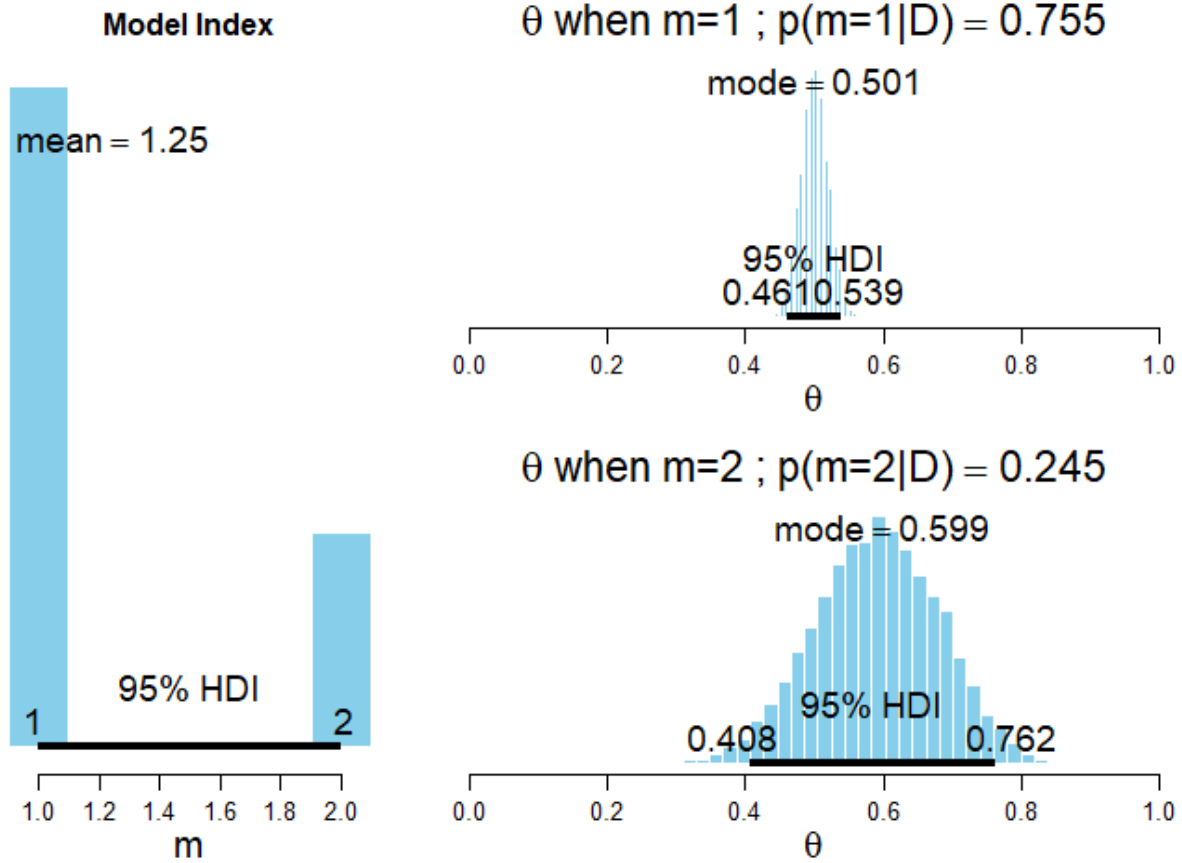 Model Index
mean = 1.25
95% HDI
1 2
1.0 1.2 1.4 1.6 1.8 2.0
m
θ when m=1 ; p(m=1|D) = 0.755
mode = 0.501
95% HDI
0.461 0.539
0.0 0.2 0.4 0.6 0.8 1.0
θ
θ when m=2 ; p(m=2|D) = 0.245
mode = 0.599
95% HDI
0.408 0.762
0.0 0.2 0.4 0.6 0.8 1.0
θ